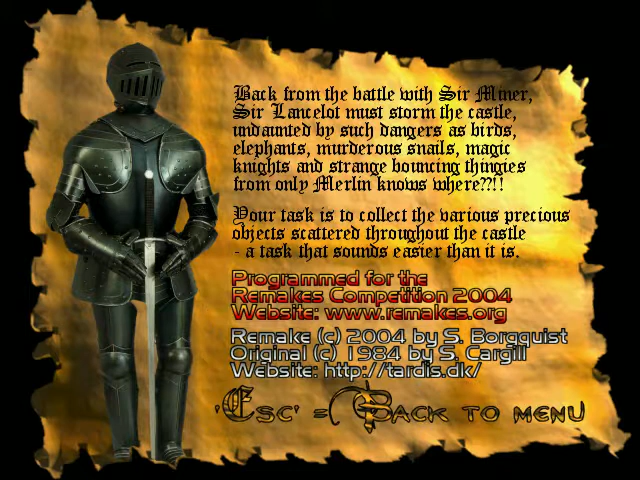 Back from the battle with Sir Miner,
Sir Lancelot must storm the castle,
undaunted by such dangers as birds,
elephants, murderous snails, magic
knights and strange bouncing thingies
from only Merlin knows where??!!
Your task is to collect the various precious
objects scattered throughout the castle
- a task that sounds easier than it is.
Programmed for the
Remakes Competition 2004
Website: www.remakes.org
Remake (c) 2004 by S. Borgquist
Original (c) 1984 by S. Cargill
Website: http://tardis.dk/
'Esc' = Back to menu